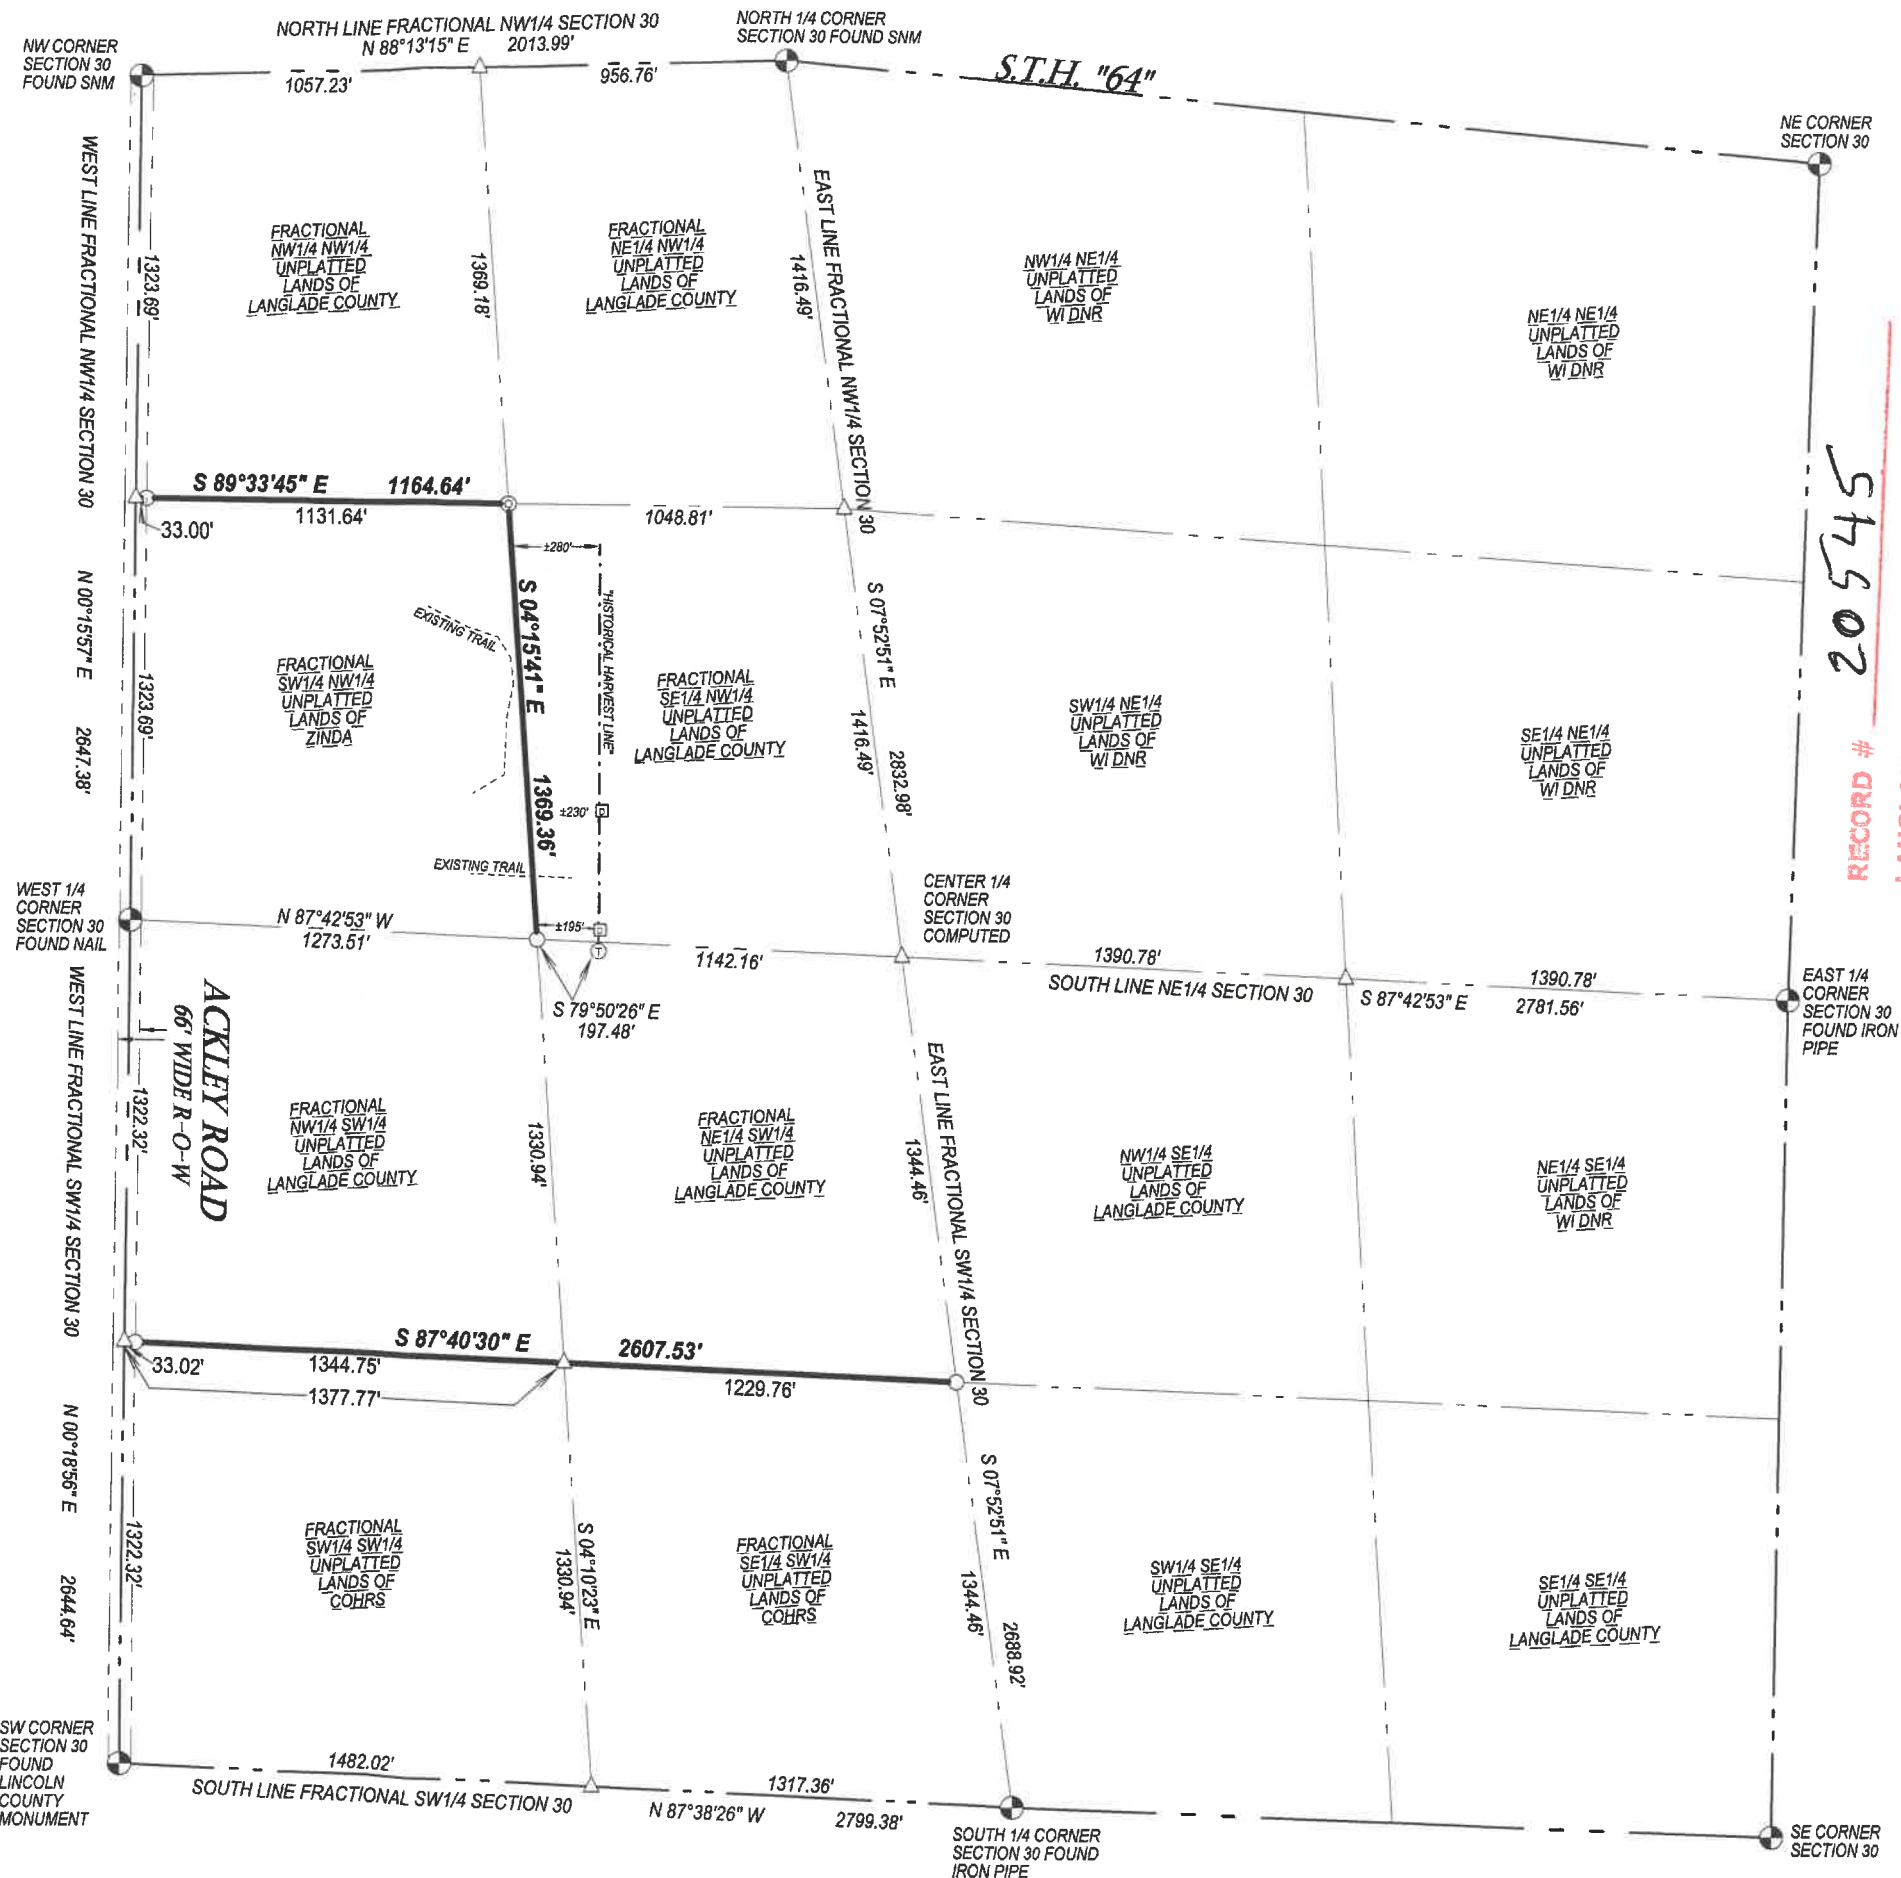 NORTH LINE FRACTIONAL NW1/4 SECTION 30
N 88°13'15" E 2013.99'
NORTH 1/4 CORNER
SECTION 30 FOUND SNM
NW CORNER
SECTION 30
FOUND SNM
1057.23'
956.76'
S.T.H. "64"
NE CORNER
SECTION 30
WEST LINE FRACTIONAL NW1/4 SECTION 30
N 00°15'57" E 2647.38'
1323.69'
FRACTIONAL
NW1/4 NW1/4
UNPLATTED
LANDS OF
LANGLADE COUNTY
1369.18'
FRACTIONAL
NE1/4 NW1/4
UNPLATTED
LANDS OF
LANGLADE COUNTY
1416.49'
EAST LINE FRACTIONAL NW1/4 SECTION 30
NW1/4 NE1/4
UNPLATTED
LANDS OF
WI DNR
NE1/4 NE1/4
UNPLATTED
LANDS OF
WI DNR
RECORD # 20545
S 89°33'45" E 1164.64'
1131.64'
33.00'
1048.81'
±280'
"HISTORICAL HARVEST LINE"
EXISTING TRAIL
S 04°15'41" E 1369.36'
1323.69'
FRACTIONAL
SW1/4 NW1/4
UNPLATTED
LANDS OF
ZINDA
FRACTIONAL
SE1/4 NW1/4
UNPLATTED
LANDS OF
LANGLADE COUNTY
S 07°52'51" E 2832.98'
1416.49'
SW1/4 NE1/4
UNPLATTED
LANDS OF
WI DNR
SE1/4 NE1/4
UNPLATTED
LANDS OF
WI DNR
±230'
D
EXISTING TRAIL
WEST 1/4
CORNER
SECTION 30
FOUND NAIL
N 87°42'53" W
1273.51'
±195'
D
T
1142.16'
CENTER 1/4
CORNER
SECTION 30
COMPUTED
1390.78'
SOUTH LINE NE1/4 SECTION 30
S 87°42'53" E 2781.56'
1390.78'
EAST 1/4
CORNER
SECTION 30
FOUND IRON
PIPE
S 79°50'26" E
197.48'
ACKLEY ROAD
66' WIDE R-O-W
WEST LINE FRACTIONAL SW1/4 SECTION 30
N 00°18'56" E 2644.64'
1322.32'
FRACTIONAL
NW1/4 SW1/4
UNPLATTED
LANDS OF
LANGLADE COUNTY
1330.94'
FRACTIONAL
NE1/4 SW1/4
UNPLATTED
LANDS OF
LANGLADE COUNTY
1344.46'
EAST LINE FRACTIONAL SW1/4 SECTION 30
NW1/4 SE1/4
UNPLATTED
LANDS OF
LANGLADE COUNTY
NE1/4 SE1/4
UNPLATTED
LANDS OF
WI DNR
S 87°40'30" E 2607.53'
33.02'
1344.75'
1377.77'
1229.76'
1322.32'
FRACTIONAL
SW1/4 SW1/4
UNPLATTED
LANDS OF
COHRS
S 04°10'23" E
1330.94'
FRACTIONAL
SE1/4 SW1/4
UNPLATTED
LANDS OF
COHRS
S 07°52'51" E 2688.92'
1344.46'
SW1/4 SE1/4
UNPLATTED
LANDS OF
LANGLADE COUNTY
SE1/4 SE1/4
UNPLATTED
LANDS OF
LANGLADE COUNTY
SW CORNER
SECTION 30
FOUND
LINCOLN
COUNTY
MONUMENT
1482.02'
SOUTH LINE FRACTIONAL SW1/4 SECTION 30
1317.36'
N 87°38'26" W 2799.38'
SOUTH 1/4 CORNER
SECTION 30 FOUND
IRON PIPE
SE CORNER
SECTION 30